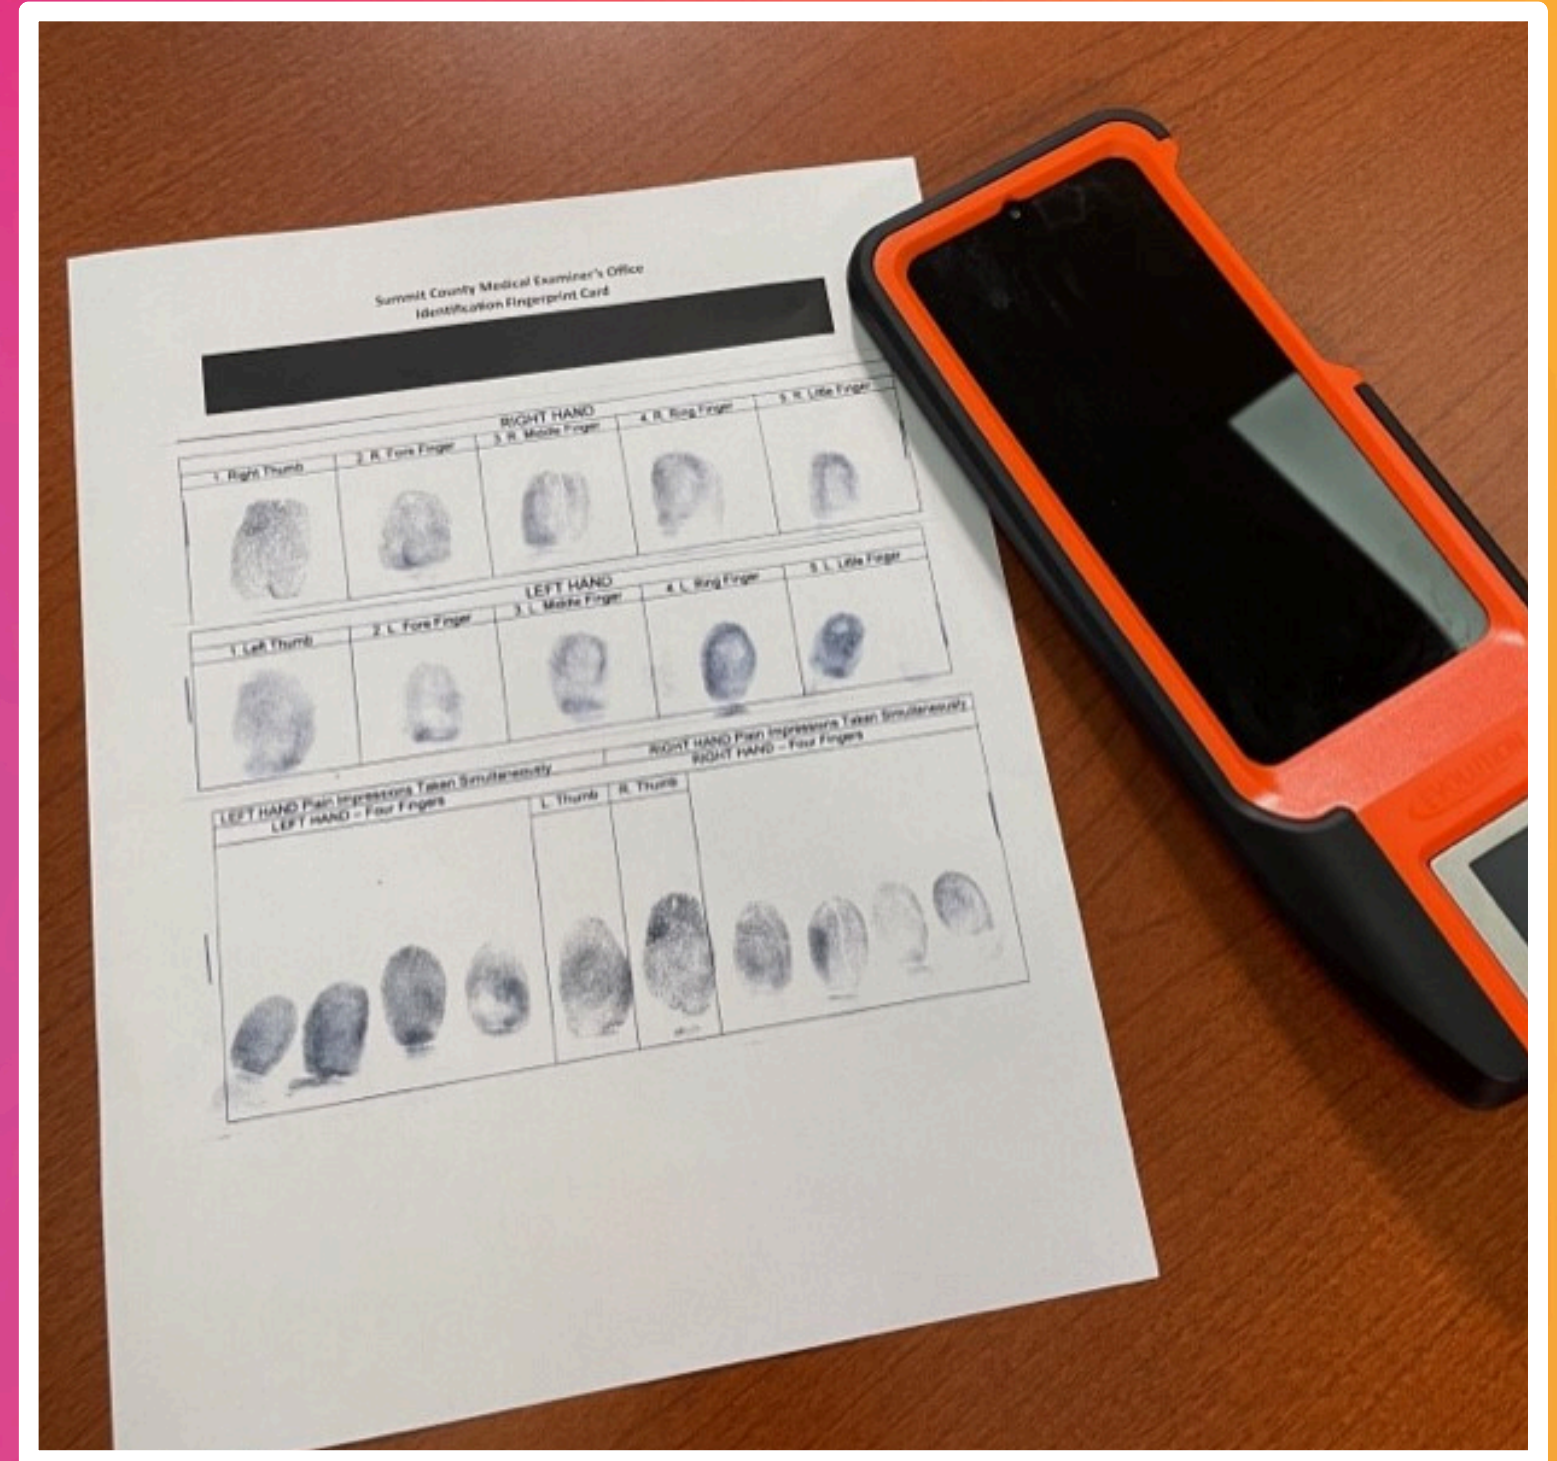 Summit County Medical Examiner's Office
Identification Fingerprint Card
RIGHT HAND
1. Right Thumb
2. R. Fore Finger
3. R. Middle Finger
4. R. Ring Finger
5. R. Little Finger
LEFT HAND
1. Left Thumb
2. L. Fore Finger
3. L. Middle Finger
4. L. Ring Finger
5. L. Little Finger
LEFT HAND Plain Impressions Taken Simultaneously
LEFT HAND – Four Fingers
L. Thumb
R. Thumb
RIGHT HAND Plain Impressions Taken Simultaneously
RIGHT HAND – Four Fingers